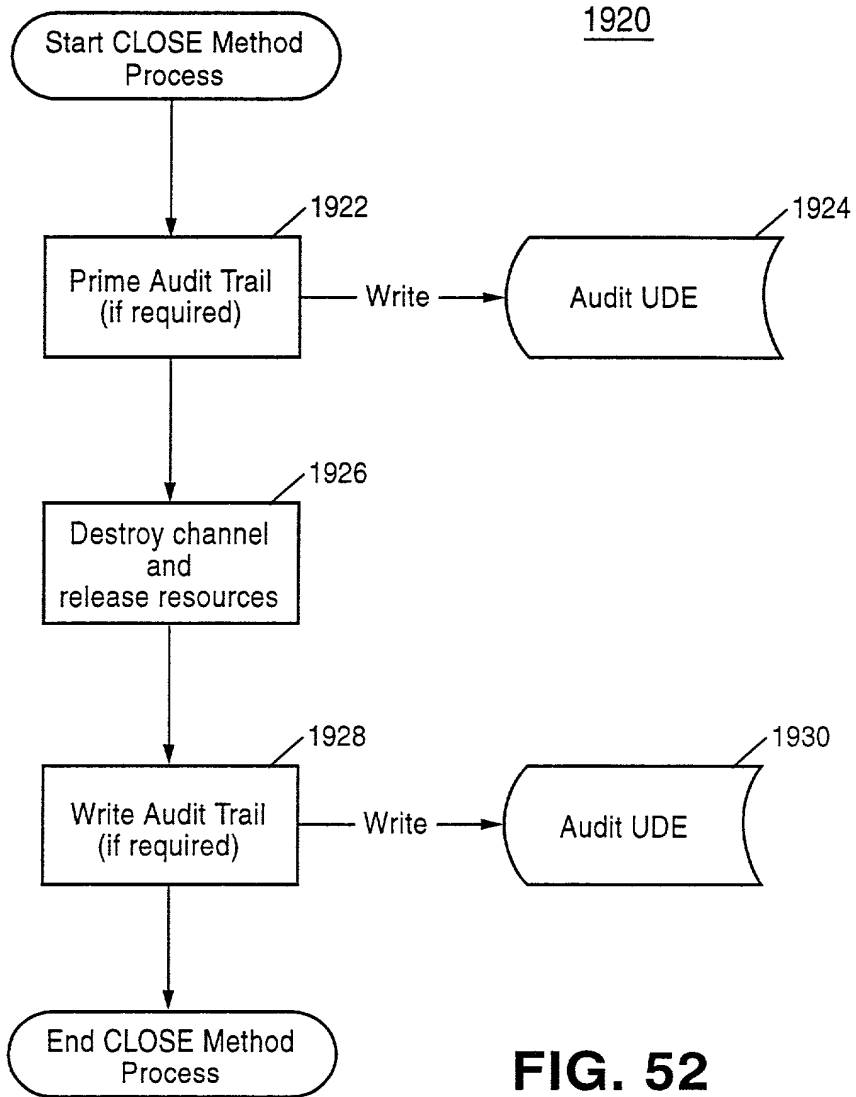 1920
Start CLOSE Method
Process
1922
1924
Prime Audit Trail
(if required)
Write
Audit UDE
1926
Destroy channel
and
release resources
1928
1930
Write Audit Trail
(if required)
Write
Audit UDE
End CLOSE Method
Process
FIG. 52